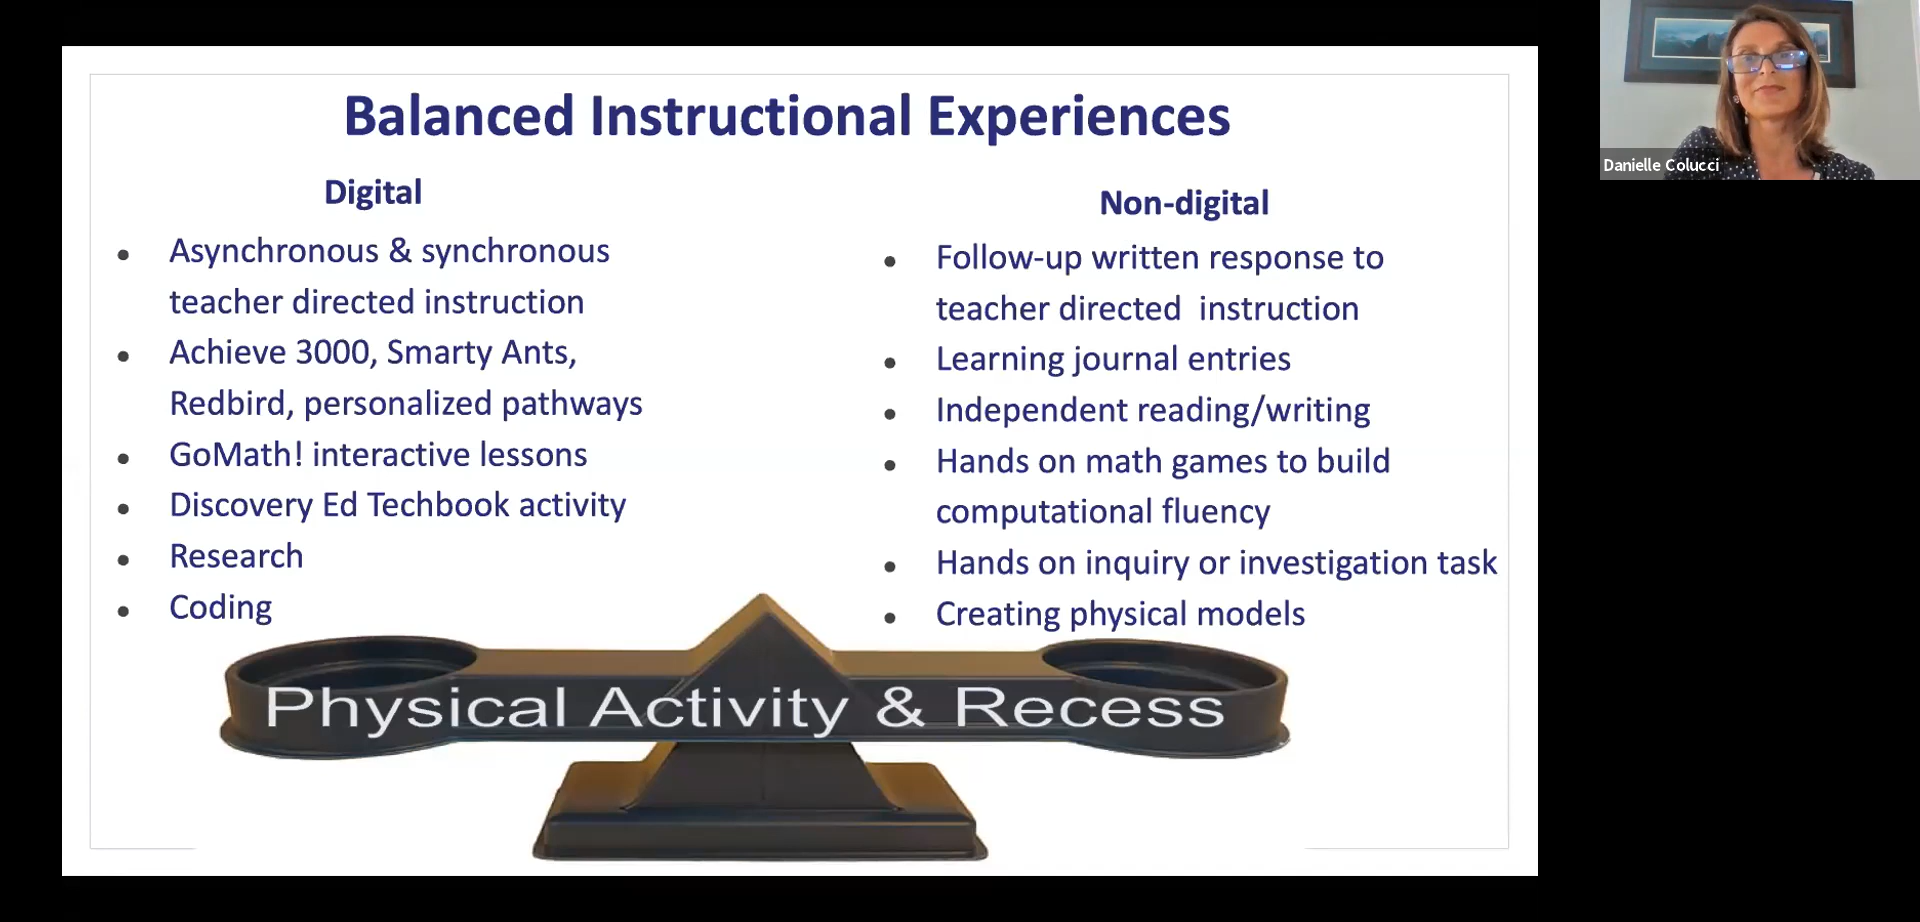 Balanced Instructional Experiences
Digital
Asynchronous & synchronous
teacher directed instruction
Achieve 3000, Smarty Ants,
Redbird, personalized pathways
GoMath! interactive lessons
Discovery Ed Techbook activity
Research
Coding
Non-digital
Follow-up written response to
teacher directed instruction
Learning journal entries
Independent reading/writing
Hands on math games to build
computational fluency
Hands on inquiry or investigation task
Creating physical models
Physical Activity & Recess
Danielle Colucci